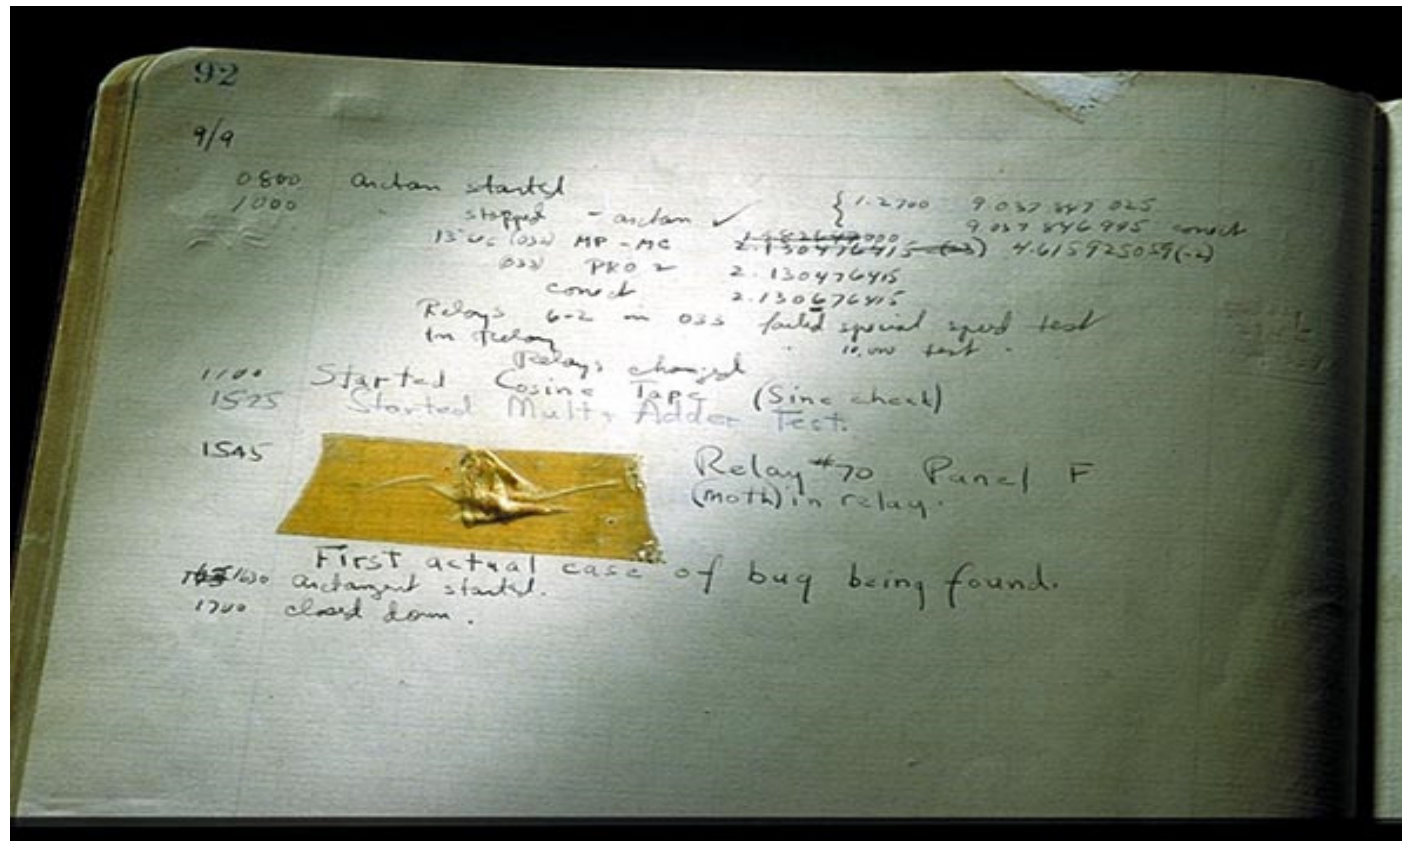 92
9/9
0800 Antan started
1000 stopped - antan ✓ { 1.2700 9.037 847 025
9.037 846 995 conect
13"uc (032) MP - MC 2.130476415 (-3) 4.615925059(-2)
(033) PRO 2 2.130476415
conect 2.130676415
Relays 6-2 in 033 failed special speed test
in relay 10,000 test.
Relays changed
1100 Started Cosine Tape (Sine check)
1525 Started Mult+Adder Test.
1545 Relay #70 Panel F
(moth) in relay.
First actual case of bug being found.
1630 antangent started.
1700 closed down.